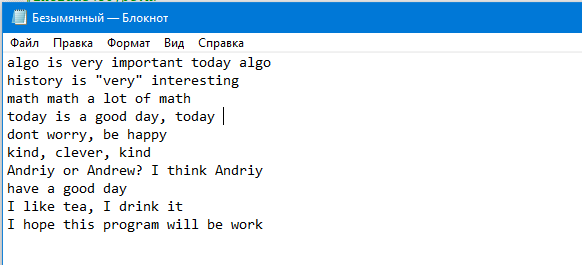 Безымянный — Блокнот
Файл Правка Формат Вид Справка
algo is very important today algo
history is "very" interesting
math math a lot of math
today is a good day, today
dont worry, be happy
kind, clever, kind
Andriy or Andrew? I think Andriy
have a good day
I like tea, I drink it
I hope this program will be work